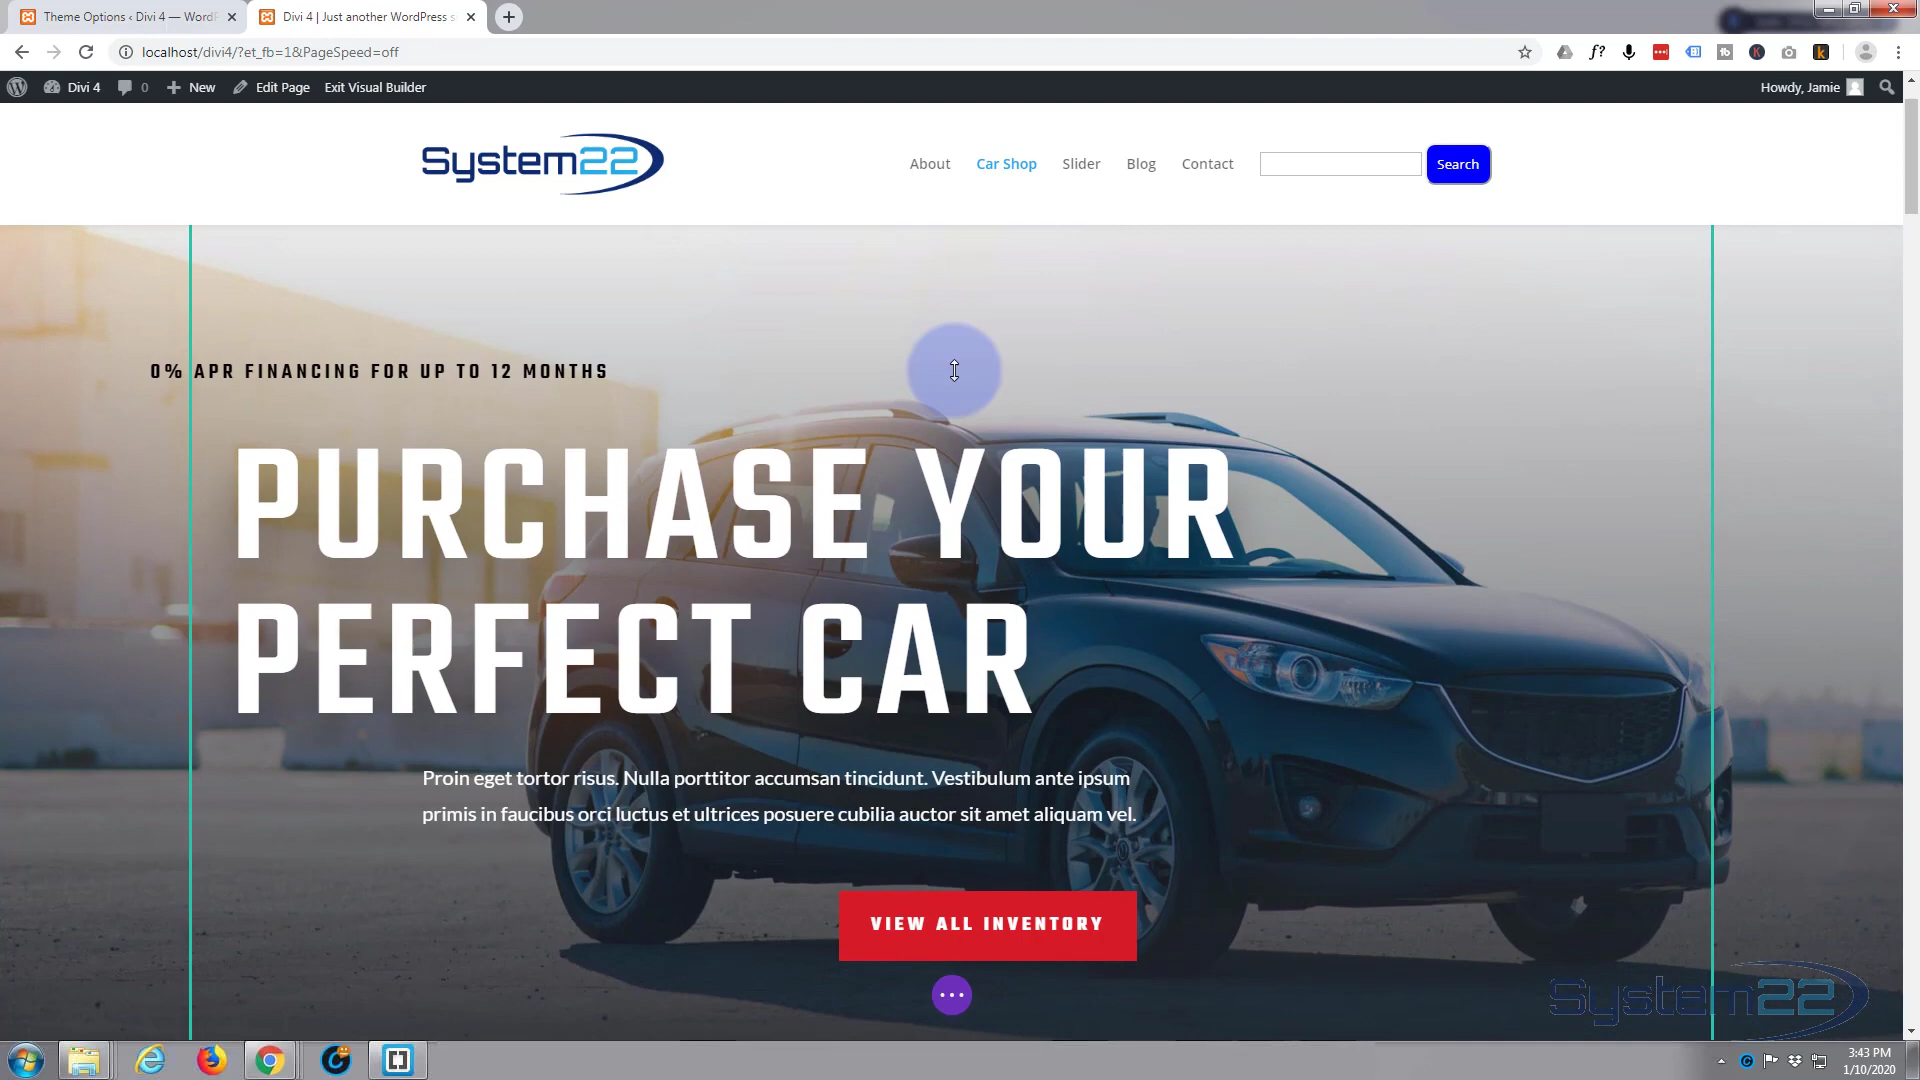 Theme Options ‹ Divi 4 — WordP
Divi 4 | Just another WordPress s
localhost/divi4/?et_fb=1&PageSpeed=off
Divi 4
0
New
Edit Page
Exit Visual Builder
Howdy, Jamie
System22
About
Car Shop
Slider
Blog
Contact
Search
0% APR FINANCING FOR UP TO 12 MONTHS
PURCHASE YOUR
PERFECT CAR
Proin eget tortor risus. Nulla porttitor accumsan tincidunt. Vestibulum ante ipsum
primis in faucibus orci luctus et ultrices posuere cubilia auctor sit amet aliquam vel.
VIEW ALL INVENTORY
System22
3:43 PM
1/10/2020